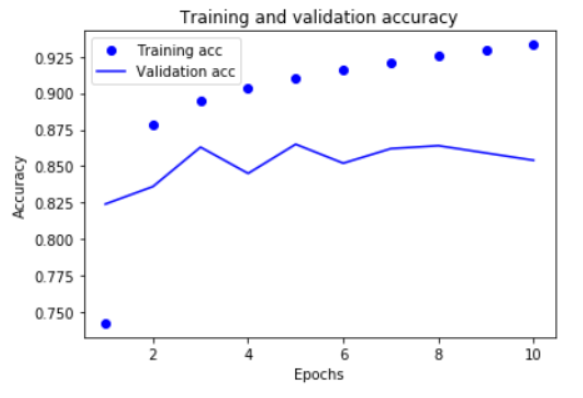 Training and validation accuracy
Training acc
Validation acc
0.925
0.900
0.875
0.850
0.825
0.800
0.775
0.750
Accuracy
2 4 6 8 10
Epochs